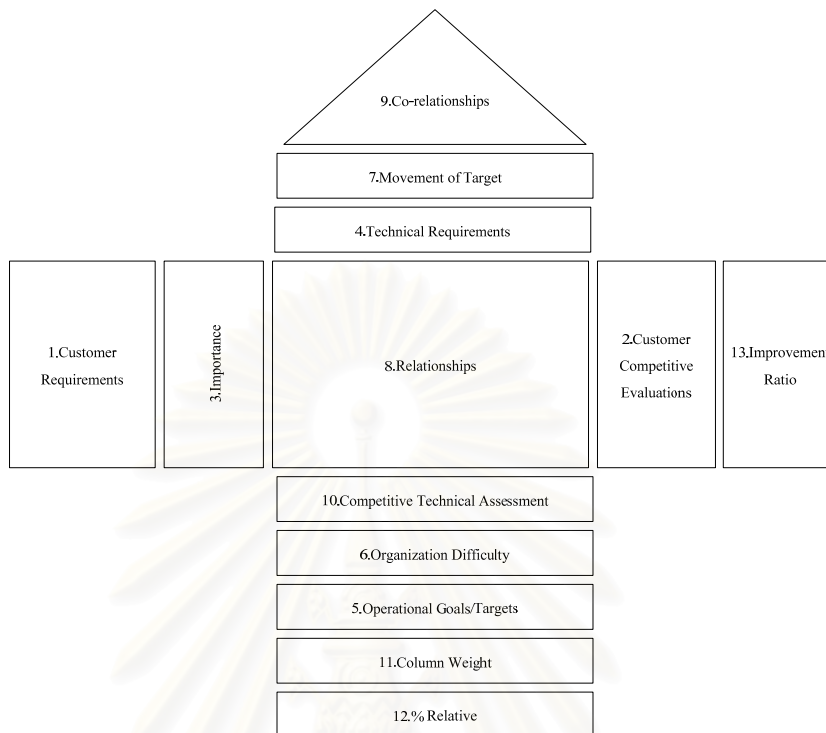 9.Co-relationships
7.Movement of Target
4.Technical Requirements
1.Customer
Requirements
3.Importance
8.Relationships
2.Customer
Competitive
Evaluations
13.Improvemen
Ratio
10.Competitive Technical Assessment
6.Organization Difficulty
5.Operational Goals/Targets
11.Column Weight
12.% Relative